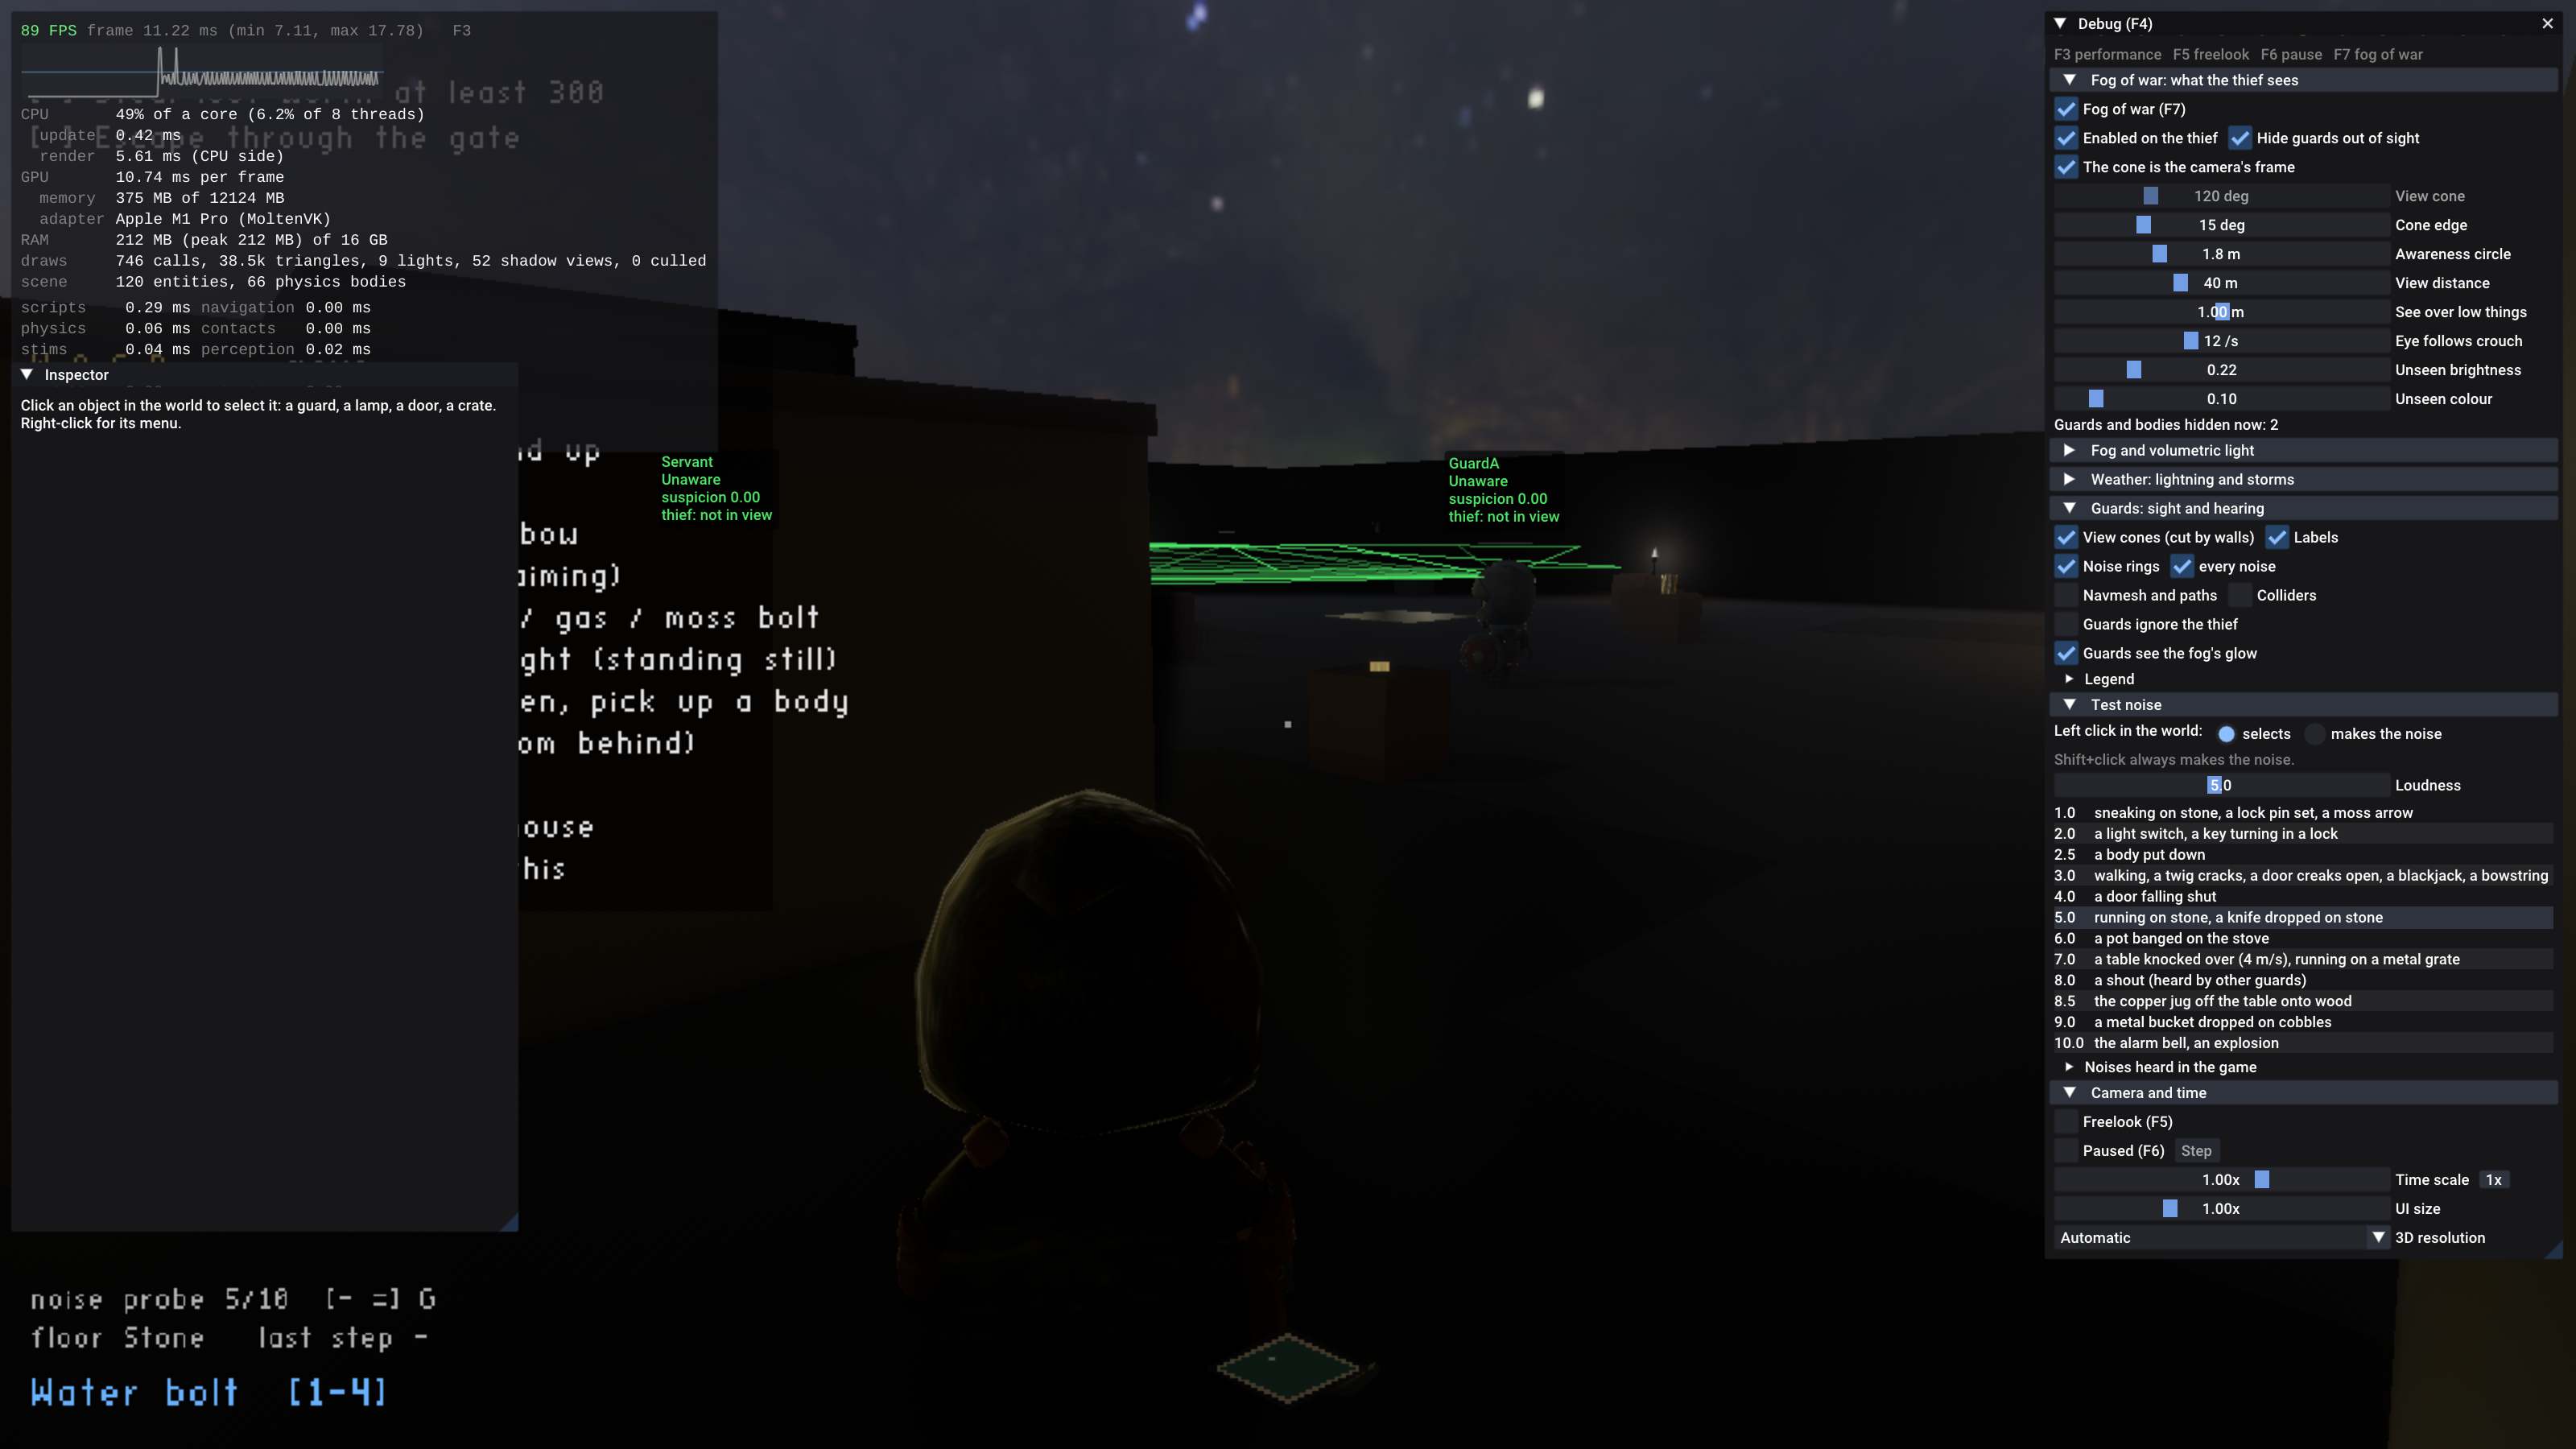 89 FPS frame 11.22 ms (min 7.11, max 17.78) F3
at least 300
CPU 49% of a core (6.2% of 8 threads)
update 0.42 ms
[ ] Escape through the gate
render 5.61 ms (CPU side)
GPU 10.74 ms per frame
memory 375 MB of 12124 MB
adapter Apple M1 Pro (MoltenVK)
RAM 212 MB (peak 212 MB) of 16 GB
draws 746 calls, 38.5k triangles, 9 lights, 52 shadow views, 0 culled
scene 120 entities, 66 physics bodies
scripts 0.29 ms navigation 0.00 ms
physics 0.06 ms contacts 0.00 ms
stims 0.04 ms perception 0.02 ms
Inspector
Click an object in the world to select it: a guard, a lamp, a door, a crate.
Right-click for its menu.
up
bow
/ gas / moss bolt
(standing still)
pick up a body
behind)
Servant
Unaware
suspicion 0.00
thief: not in view
GuardA
Unaware
suspicion 0.00
thief: not in view
noise probe 5/10 [- =] G
floor Stone last step -
Water bolt [1-4]
Debug (F4)
F3 performance F5 freelook F6 pause F7 fog of war
Fog of war: what the thief sees
Fog of war (F7)
Enabled on the thief Hide guards out of sight
The cone is the camera's frame
120 deg View cone
15 deg Cone edge
1.8 m Awareness circle
40 m View distance
1.00 m See over low things
12 /s Eye follows crouch
0.22 Unseen brightness
0.10 Unseen colour
Guards and bodies hidden now: 2
Fog and volumetric light
Weather: lightning and storms
Guards: sight and hearing
View cones (cut by walls) Labels
Noise rings every noise
Navmesh and paths Colliders
Guards ignore the thief
Guards see the fog's glow
Legend
Test noise
Left click in the world: selects makes the noise
Shift+click always makes the noise.
5.0 Loudness
1.0 sneaking on stone, a lock pin set, a moss arrow
2.0 a light switch, a key turning in a lock
2.5 a body put down
3.0 walking, a twig cracks, a door creaks open, a blackjack, a bowstring
4.0 a door falling shut
5.0 running on stone, a knife dropped on stone
6.0 a pot banged on the stove
7.0 a table knocked over (4 m/s), running on a metal grate
8.0 a shout (heard by other guards)
8.5 the copper jug off the table onto wood
9.0 a metal bucket dropped on cobbles
10.0 the alarm bell, an explosion
Noises heard in the game
Camera and time
Freelook (F5)
Paused (F6) Step
1.00x Time scale 1x
1.00x UI size
Automatic 3D resolution